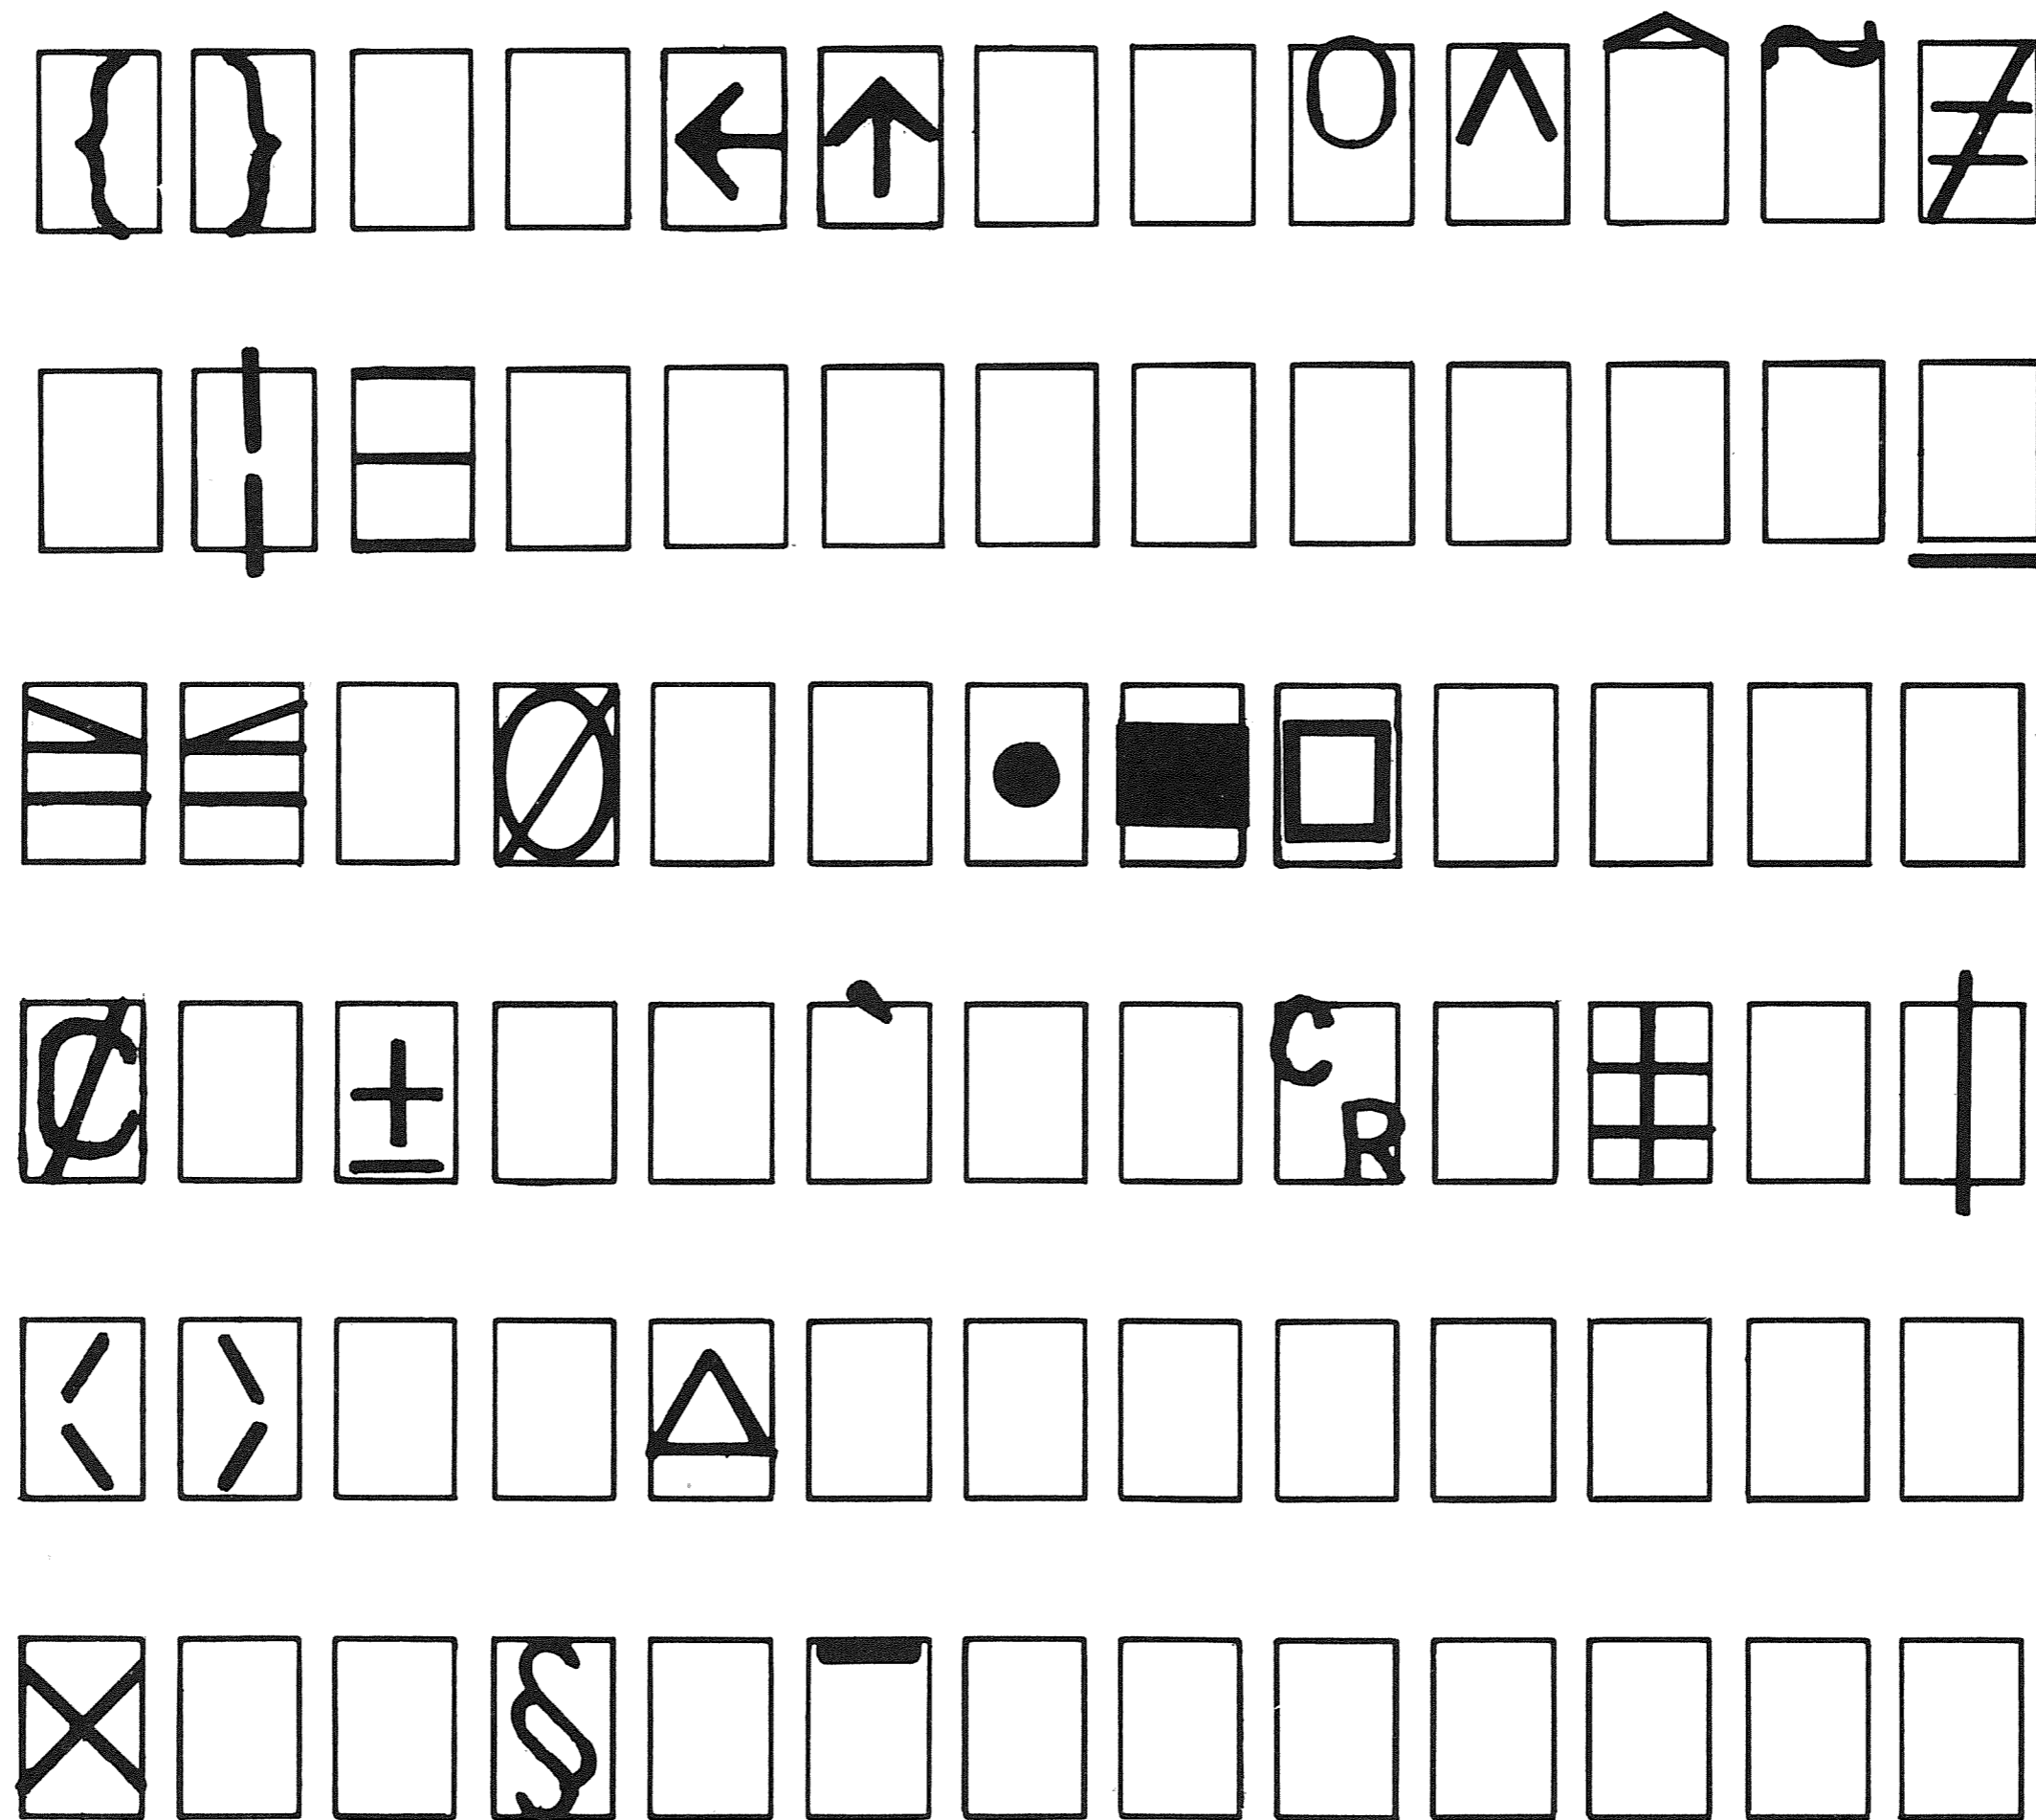 { } ← ↑ O ∧ ^ ~ ≠
¦ − _
⪖ ⪕ Ø ● ■ □
₵ ± ` CR ‡ |
〈 〉 △
× § ¯